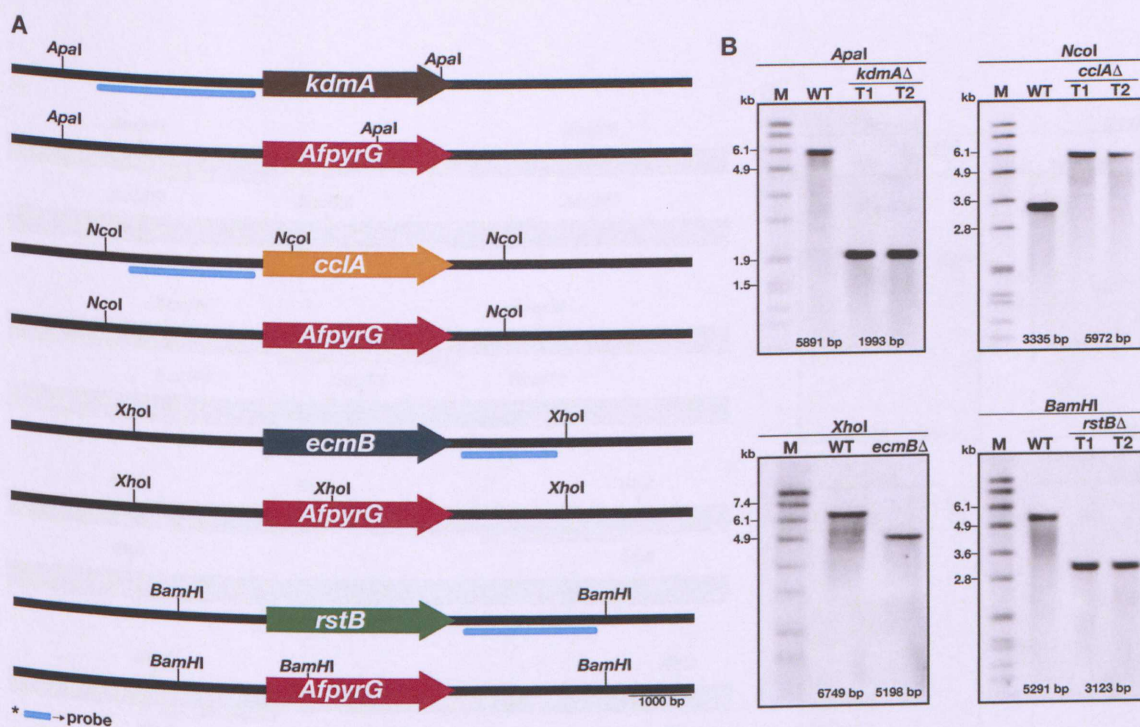 A
ApaI
ApaI
kdmA
ApaI
ApaI
AfpyrG
NcoI
NcoI
NcoI
cclA
NcoI
NcoI
AfpyrG
XhoI
XhoI
ecmB
XhoI
XhoI
XhoI
AfpyrG
BamHI
BamHI
rstB
BamHI
BamHI
BamHI
AfpyrG
1000 bp
* → probe
B
ApaI
kdmAΔ
kb M WT T1 T2
6.1
4.9
1.9
1.5
5891 bp 1993 bp
NcoI
cclAΔ
kb M WT T1 T2
6.1
4.9
3.6
2.8
3335 bp 5972 bp
XhoI
kb M WT ecmBΔ
7.4
6.1
4.9
6749 bp 5198 bp
BamHI
rstBΔ
kb M WT T1 T2
6.1
4.9
3.6
2.8
5291 bp 3123 bp